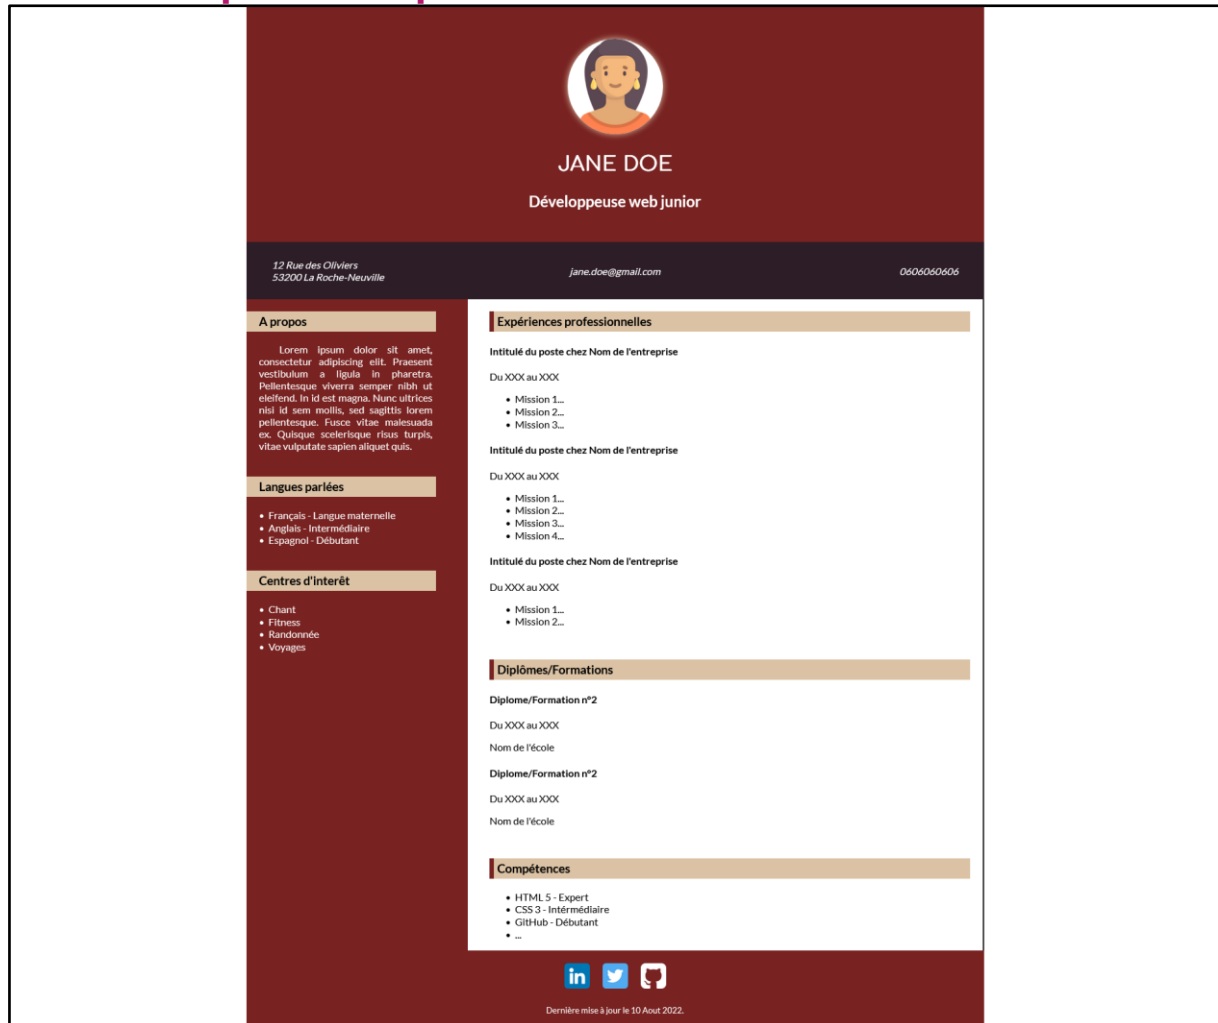 JANE DOE
Développeuse web junior
12 Rue des Oliviers
53200 La Roche-Neuville
jane.doe@gmail.com
0606060606
A propos
Lorem ipsum dolor sit amet,
consectetur adipiscing elit. Praesent
vestibulum a ligula in pharetra.
Pellentesque viverra semper nibh ut
eleifend. In id est magna. Nunc ultrices
nisi id sem mollis, sed sagittis lorem
pellentesque. Fusce vitae malesuada
ex. Quisque scelerisque risus turpis,
vitae vulputate sapien aliquet quis.
Langues parlées
• Français - Langue maternelle
• Anglais - Intermédiaire
• Espagnol - Débutant
Centres d'interêt
• Chant
• Fitness
• Randonnée
• Voyages
Expériences professionnelles
Intitulé du poste chez Nom de l'entreprise
Du XXX au XXX
• Mission 1...
• Mission 2...
• Mission 3...
Intitulé du poste chez Nom de l'entreprise
Du XXX au XXX
• Mission 1...
• Mission 2...
• Mission 3...
• Mission 4...
Intitulé du poste chez Nom de l'entreprise
Du XXX au XXX
• Mission 1...
• Mission 2...
Diplômes/Formations
Diplome/Formation n°2
Du XXX au XXX
Nom de l'école
Diplome/Formation n°2
Du XXX au XXX
Nom de l'école
Compétences
• HTML 5 - Expert
• CSS 3 - Intérmédiaire
• GitHub - Débutant
• ...
in
Dernière mise à jour le 10 Aout 2022.